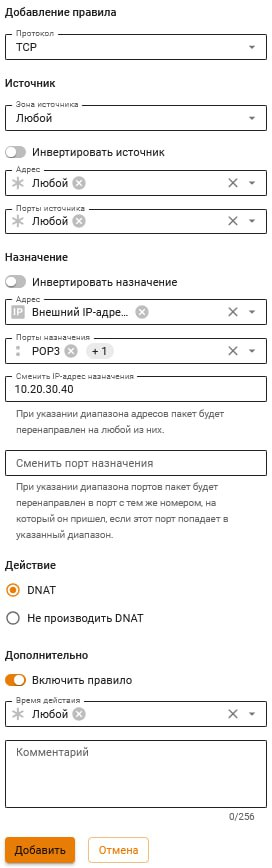 Добавление правила
Протокол
TCP
Источник
Зона источника
Любой
Инвертировать источник
Адрес
Любой
Порты источника
Любой
Назначение
Инвертировать назначение
Адрес
IP Внешний IP-адре...
Порты назначения
POP3 + 1
Сменить IP-адрес назначения
10.20.30.40
При указании диапазона адресов пакет будет
перенаправлен на любой из них.
Сменить порт назначения
При указании диапазона портов пакет будет
перенаправлен в порт с тем же номером, на
который он пришел, если этот порт попадает в
указанный диапазон.
Действие
DNAT
Не производить DNAT
Дополнительно
Включить правило
Время действия
Любой
Комментарий
0/256
Добавить Отмена